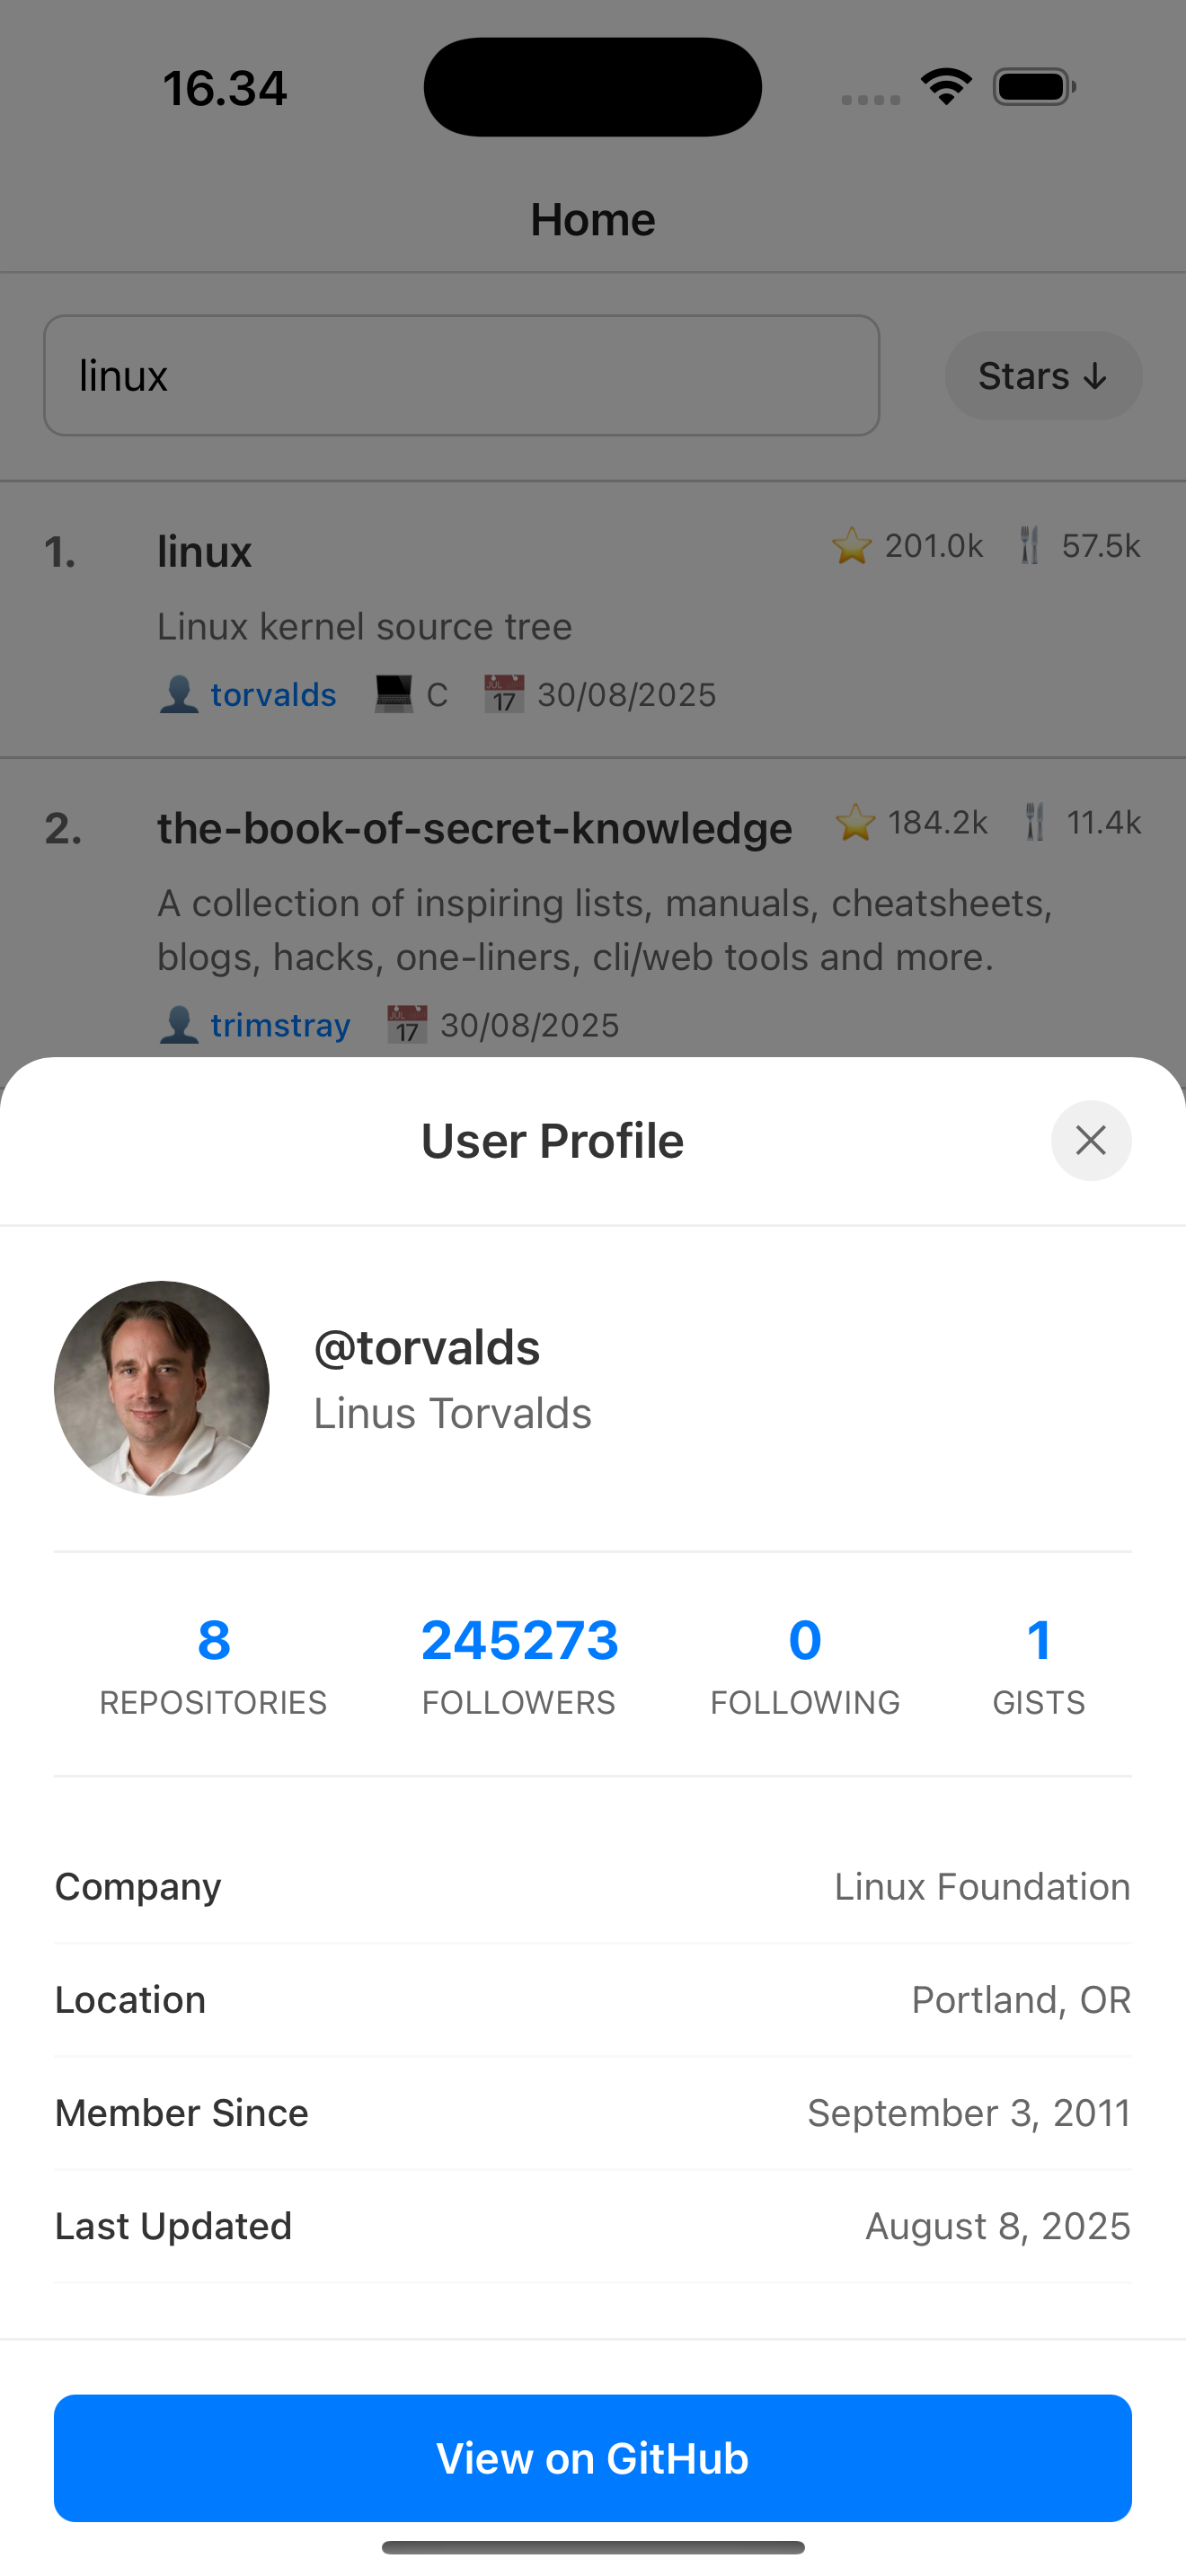 16.34
Home
linux
Stars ↓
1. linux ⭐ 201.0k 🍴 57.5k
Linux kernel source tree
👤 torvalds 💻 C 📅 30/08/2025
2. the-book-of-secret-knowledge ⭐ 184.2k 🍴 11.4k
A collection of inspiring lists, manuals, cheatsheets,
blogs, hacks, one-liners, cli/web tools and more.
👤 trimstray 📅 30/08/2025
User Profile
@torvalds
Linus Torvalds
8 245273 0 1
REPOSITORIES FOLLOWERS FOLLOWING GISTS
Company Linux Foundation
Location Portland, OR
Member Since September 3, 2011
Last Updated August 8, 2025
View on GitHub